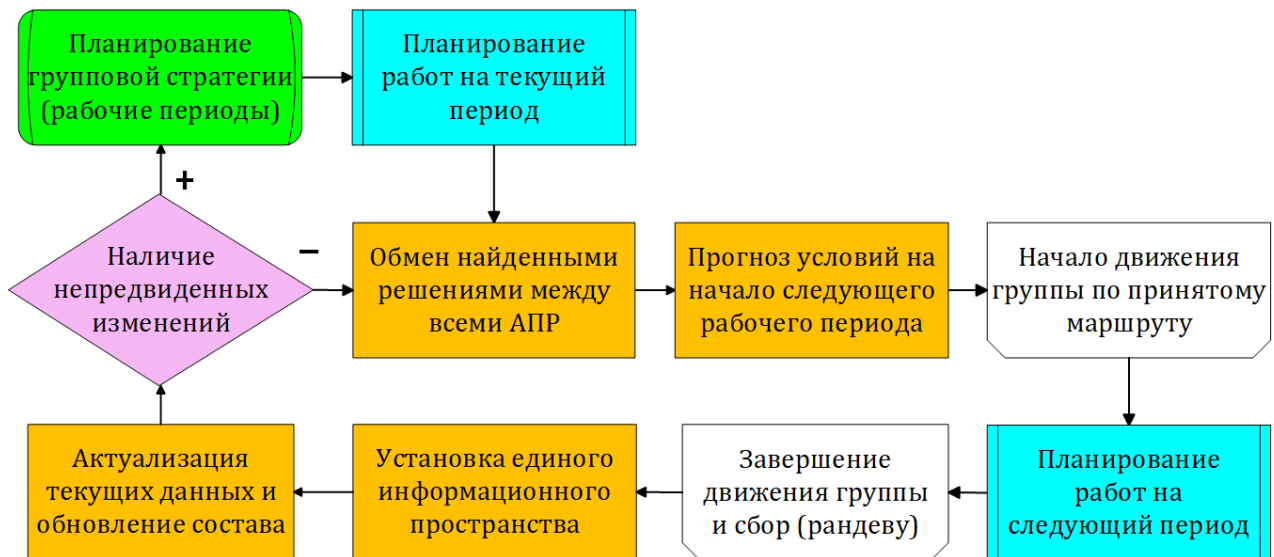 Планирование
групповой стратегии
(рабочие периоды)
Планирование
работ на текущий
период
+
Наличие
непредвиденных
изменений
–
Обмен найденными
решениями между
всеми АПР
Прогноз условий на
начало следующего
рабочего периода
Начало движения
группы по принятому
маршруту
Актуализация
текущих данных и
обновление состава
Установка единого
информационного
пространства
Завершение
движения группы
и сбор (рандеву)
Планирование
работ на
следующий период